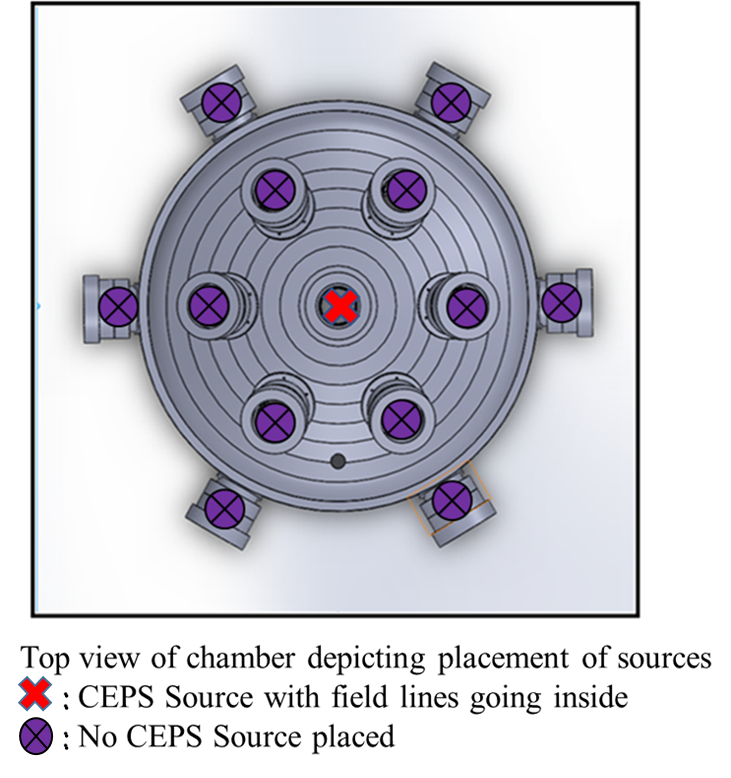 Top view of chamber depicting placement of sources
: CEPS Source with field lines going inside
: No CEPS Source placed